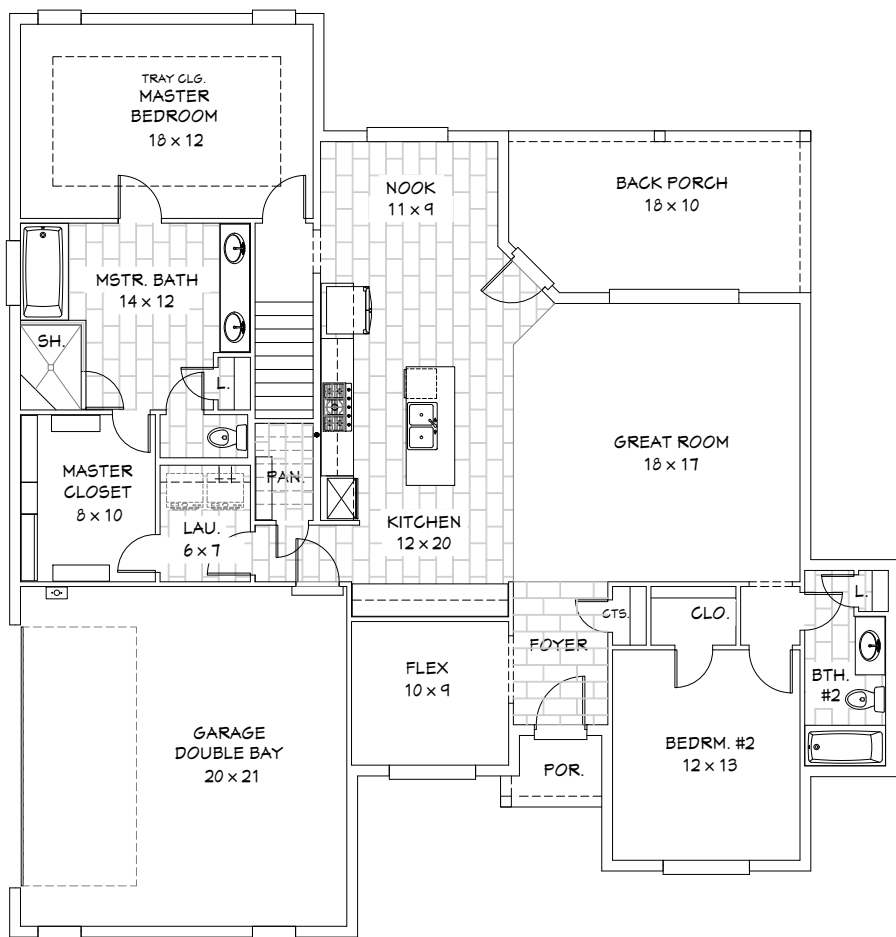 TRAY CLG.
MASTER
BEDROOM
18 x 12
NOOK
11 x 9
BACK PORCH
18 x 10
MSTR. BATH
14 x 12
SH.
L.
GREAT ROOM
18 x 17
MASTER
CLOSET
8 x 10
PAN.
LAU.
6 x 7
KITCHEN
12 x 20
CTS.
CLO.
L.
FOYER
FLEX
10 x 9
BTH.
#2
GARAGE
DOUBLE BAY
20 x 21
POR.
BEDRM. #2
12 x 13